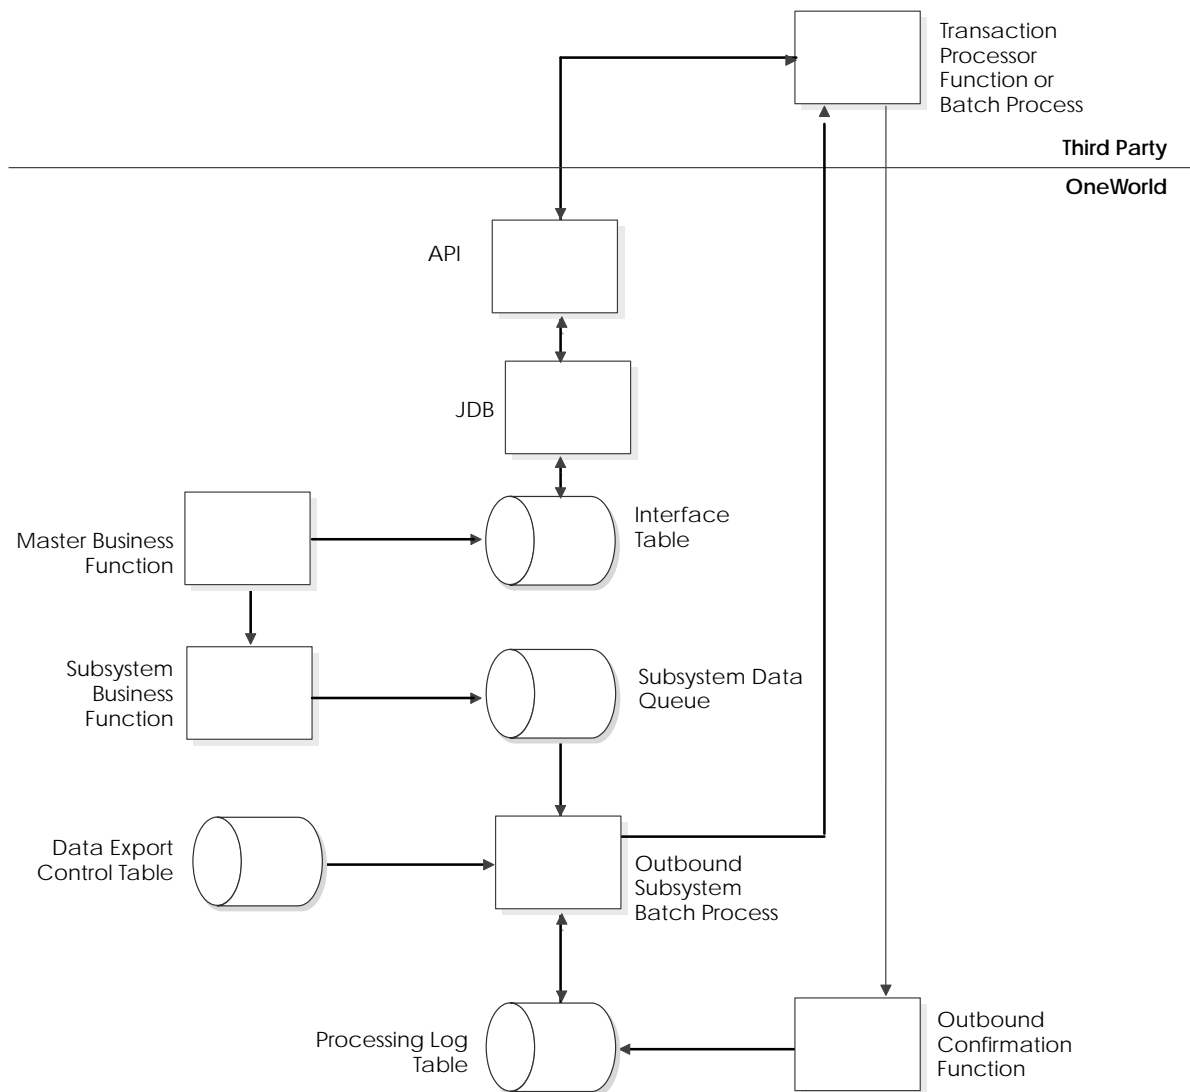 Transaction
Processor
Function or
Batch Process
Third Party
OneWorld
API
JDB
Interface
Table
Master Business
Function
Subsystem
Business
Function
Subsystem Data
Queue
Data Export
Control Table
Outbound
Subsystem
Batch Process
Processing Log
Table
Outbound
Confirmation
Function